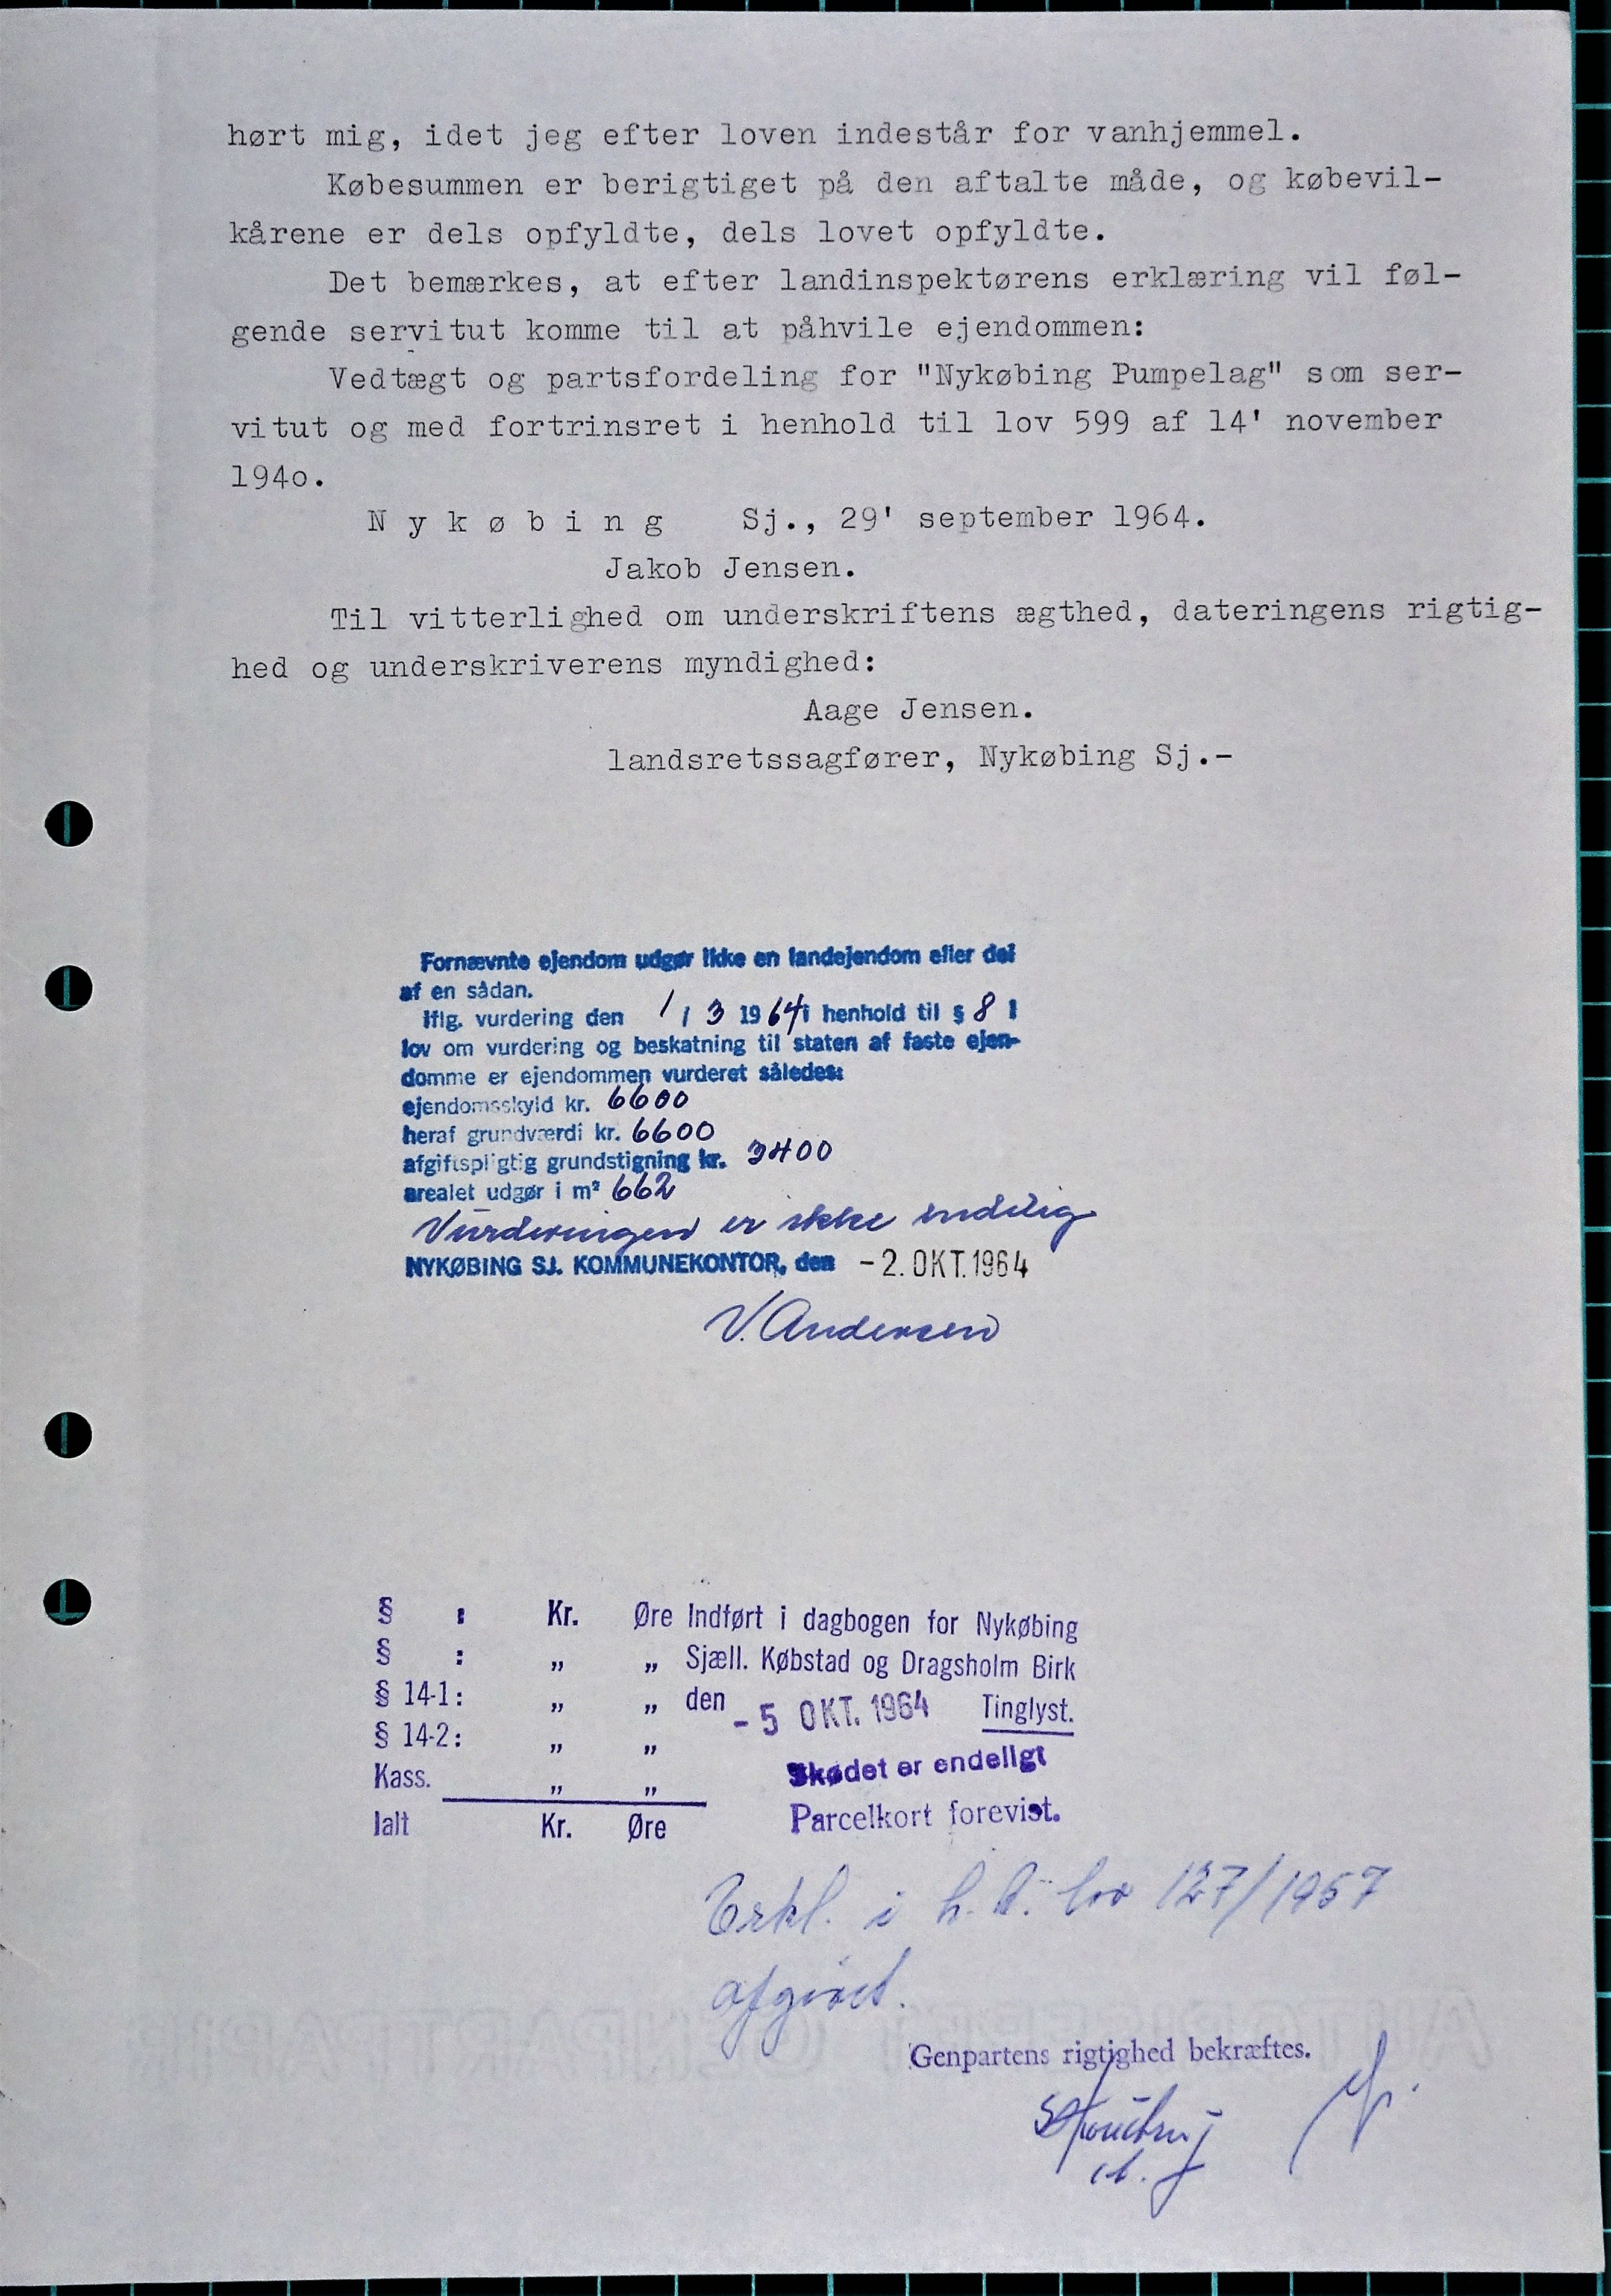 hørt mig, idet jeg efter loven indestår for vanhjemmel.
Købesummen er berigtiget på den aftalte måde, og købevil-
kårene er dels opfyldte, dels lovet opfyldte.
Det bemærkes, at efter landinspektørens erklæring vil føl-
gende servitut komme til at påhvile ejendommen:
Vedtægt og partsfordeling for "Nykøbing Pumpelag" som ser-
vitut og med fortrinsret i henhold til lov 599 af 14' november
194o.
N y k ø b i n g Sj., 29' september 1964.
Jakob Jensen.
Til vitterlighed om underskriftens ægthed, dateringens rigtig-
hed og underskriverens myndighed:
Aage Jensen.
landsretssagfører, Nykøbing Sj.-
Fornævnte ejendom udgør ikke en landejendom eller del
af en sådan.
Iflg. vurdering den 1 / 3 1964 i henhold til § 8 i
lov om vurdering og beskatning til staten af faste ejen-
domme er ejendommen vurderet således:
ejendomsskyld kr. 6600
heraf grundværdi kr. 6600
afgiftspligtig grundstigning kr. 3400
arealet udgør i m² 662
Vurderingen er ikke endelig
NYKØBING SJ. KOMMUNEKONTOR, den -2. OKT. 1964
V. Andersen
§ : Kr. Øre Indført i dagbogen for Nykøbing
§ : „ „ Sjæll. Købstad og Dragsholm Birk
§ 14-1: „ „ den - 5 OKT. 1964 Tinglyst.
§ 14-2: „ „
Skødet er endeligt
Kass. „ „
Parcelkort forevist.
Ialt Kr. Øre
Erkl. i h. t. lov 127/1957
afgivet.
Genpartens rigtighed bekræftes.